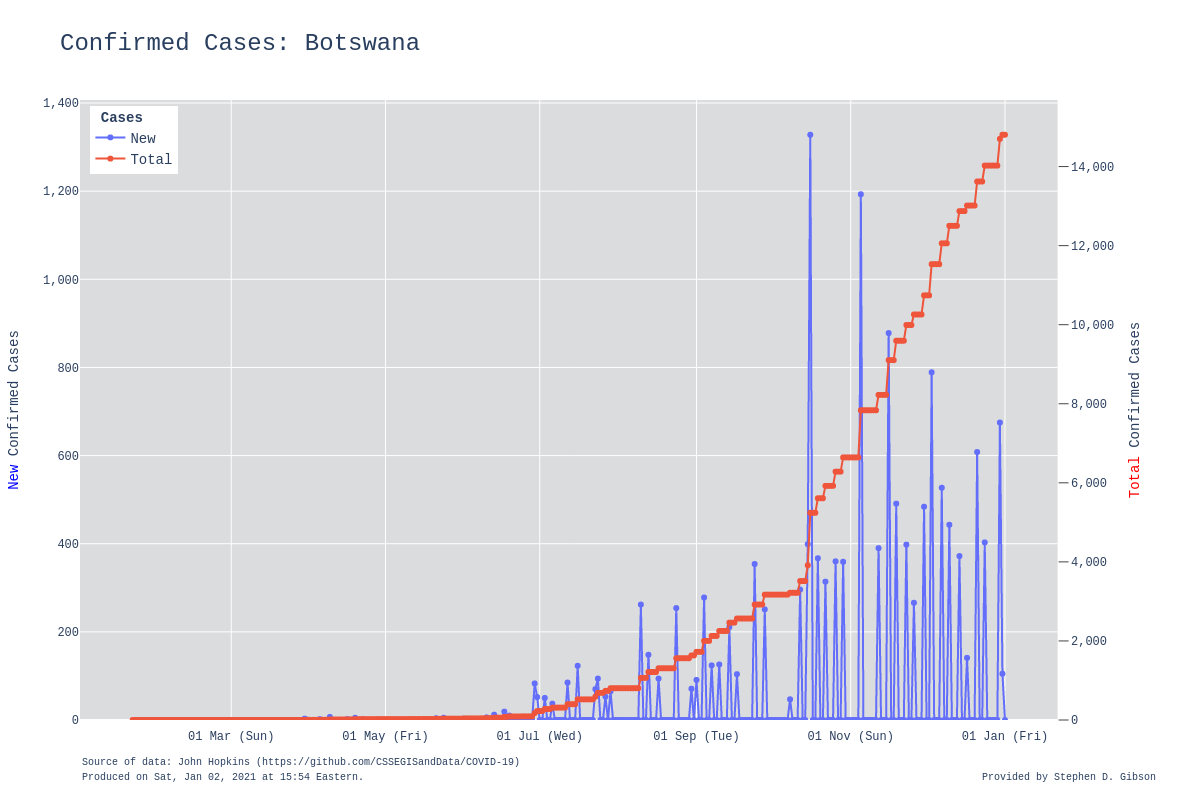 Confirmed Cases: Botswana
Cases
New
Total
1,400
1,200
1,000
800
600
400
200
0
New Confirmed Cases
14,000
12,000
10,000
8,000
6,000
4,000
2,000
0
Total Confirmed Cases
01 Mar (Sun) 01 May (Fri) 01 Jul (Wed) 01 Sep (Tue) 01 Nov (Sun) 01 Jan (Fri)
Source of data: John Hopkins (https://github.com/CSSEGISandData/COVID-19)
Produced on Sat, Jan 02, 2021 at 15:54 Eastern.
Provided by Stephen D. Gibson